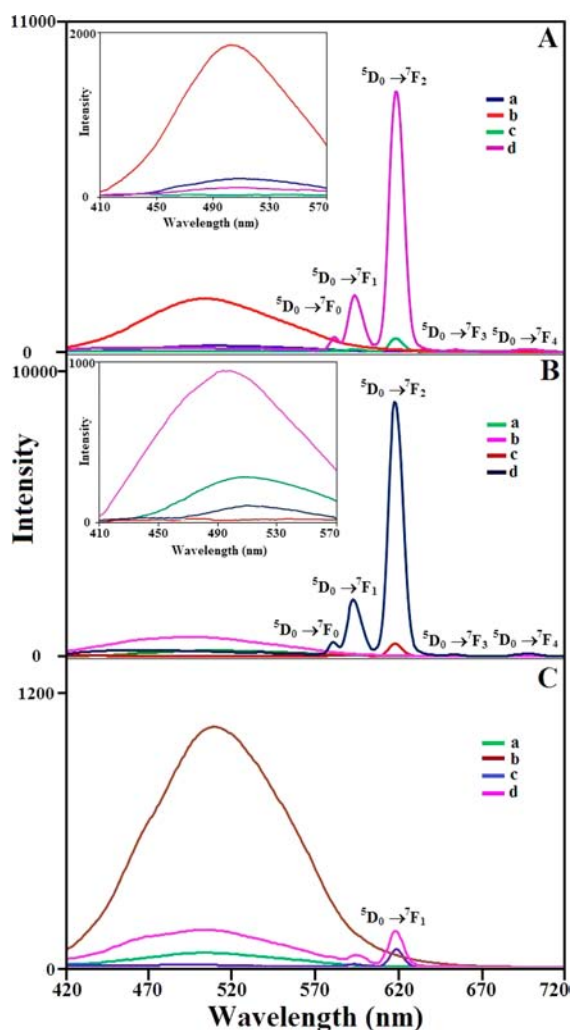 11000
A
2000
Intensity
0
410 450 490 530 570
Wavelength (nm)
⁵D₀→⁷F₂
a
b
c
d
⁵D₀→⁷F₁
⁵D₀→⁷F₀
⁵D₀→⁷F₃ ⁵D₀→⁷F₄
0
10000
B
1000
Intensity
0
410 450 490 530 570
Wavelength (nm)
⁵D₀→⁷F₂
a
b
c
d
⁵D₀→⁷F₁
⁵D₀→⁷F₀
⁵D₀→⁷F₃ ⁵D₀→⁷F₄
0
Intensity
1200
C
a
b
c
d
⁵D₀→⁷F₁
0
420 470 520 570 620 670 720
Wavelength (nm)